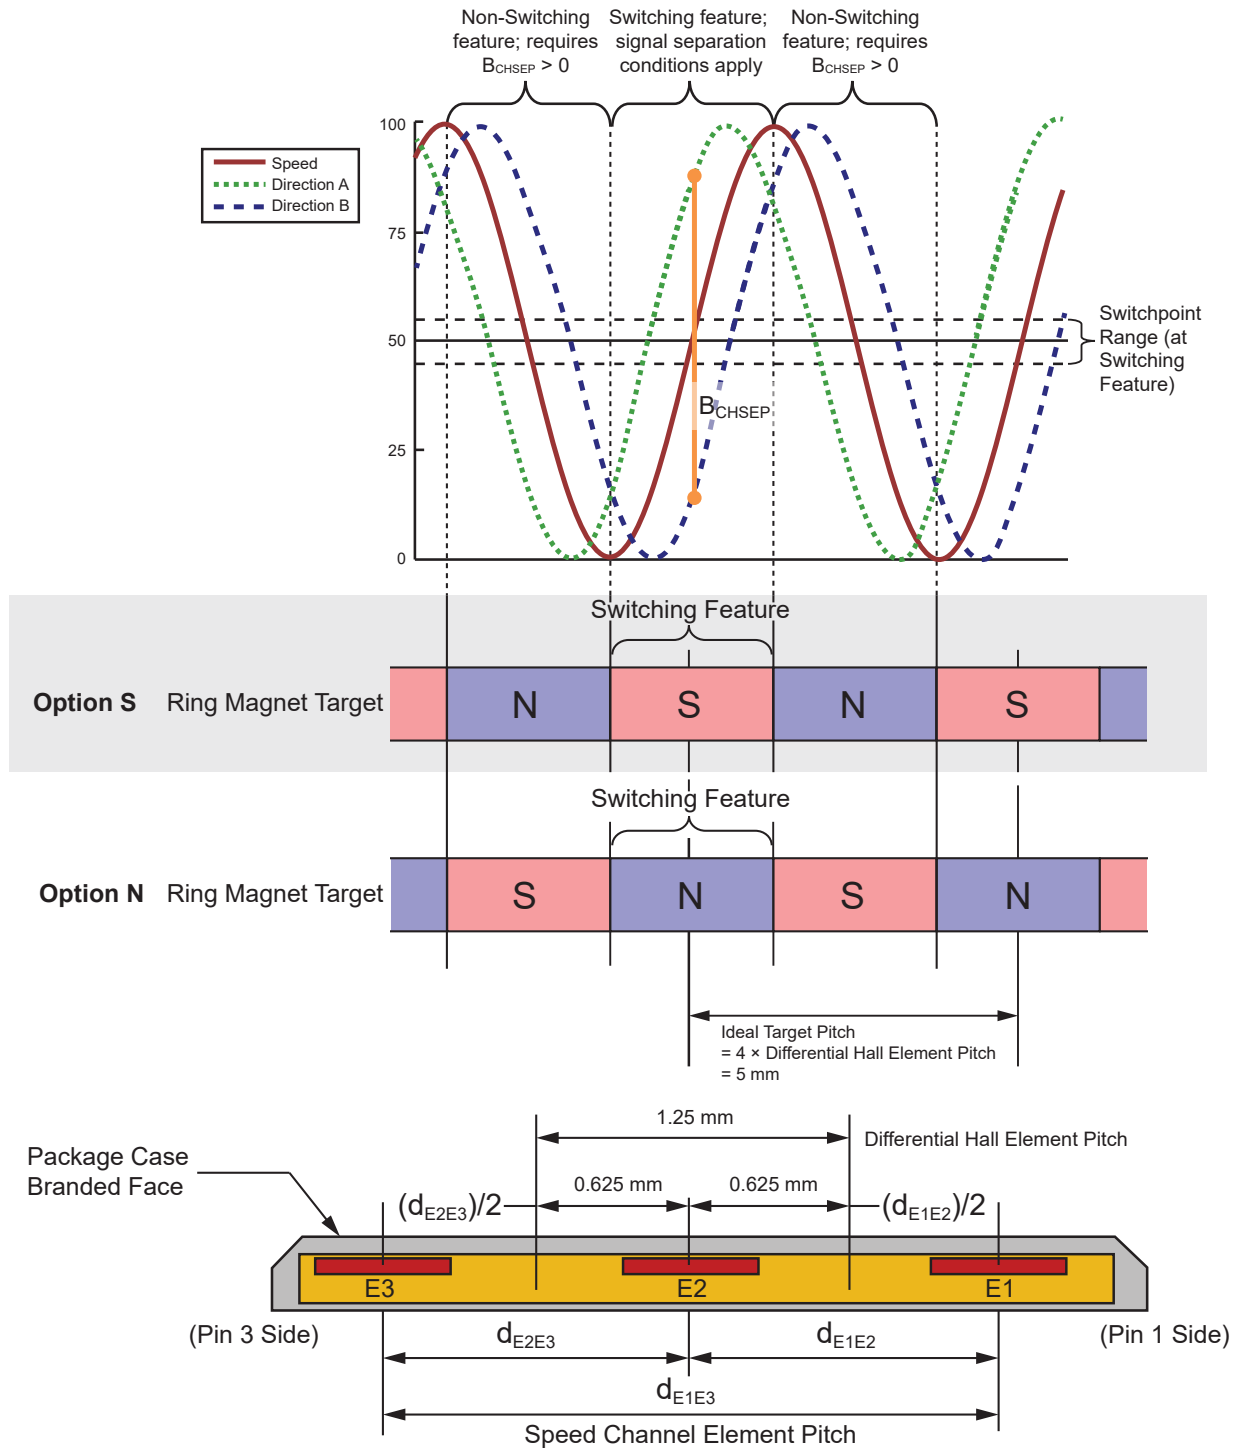 Non-Switching
feature; requires
BCHSEP > 0
Switching feature;
signal separation
conditions apply
Non-Switching
feature; requires
BCHSEP > 0
100
75
50
25
0
Speed
Direction A
Direction B
Switchpoint
Range (at
Switching
Feature)
BCHSEP
Switching Feature
Option S Ring Magnet Target
N S N S
Switching Feature
Option N Ring Magnet Target
S N S N
Ideal Target Pitch
= 4 × Differential Hall Element Pitch
= 5 mm
1.25 mm
Differential Hall Element Pitch
Package Case
Branded Face
0.625 mm 0.625 mm
(dE2E3)/2 (dE1E2)/2
E3 E2 E1
(Pin 3 Side) dE2E3 dE1E2 (Pin 1 Side)
dE1E3
Speed Channel Element Pitch